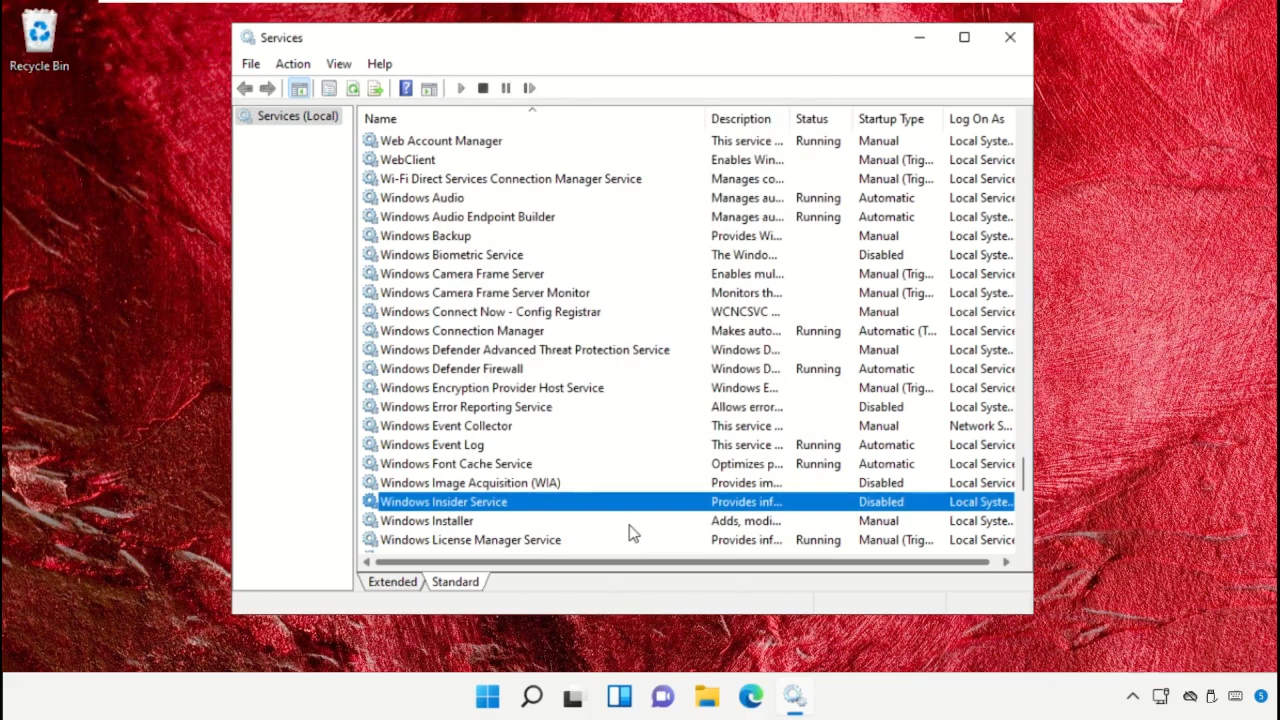 Recycle Bin
Services
File Action View Help
Services (Local)
Name Description Status Startup Type Log On As
Web Account Manager This service ... Running Manual Local Syste..
WebClient Enables Win... Manual (Trig... Local Service
Wi-Fi Direct Services Connection Manager Service Manages co... Manual (Trig... Local Service
Windows Audio Manages au... Running Automatic Local Service
Windows Audio Endpoint Builder Manages au... Running Automatic Local Syste..
Windows Backup Provides Wi... Manual Local Syste..
Windows Biometric Service The Windo... Disabled Local Syste..
Windows Camera Frame Server Enables mul... Manual (Trig... Local Service
Windows Camera Frame Server Monitor Monitors th... Manual (Trig... Local Syste..
Windows Connect Now - Config Registrar WCNCSVC ... Manual Local Service
Windows Connection Manager Makes auto... Running Automatic (T... Local Service
Windows Defender Advanced Threat Protection Service Windows D... Manual Local Syste..
Windows Defender Firewall Windows D... Running Automatic Local Service
Windows Encryption Provider Host Service Windows E... Manual (Trig... Local Service
Windows Error Reporting Service Allows error... Disabled Local Syste..
Windows Event Collector This service ... Manual Network S...
Windows Event Log This service ... Running Automatic Local Service
Windows Font Cache Service Optimizes p... Running Automatic Local Service
Windows Image Acquisition (WIA) Provides im... Disabled Local Service
Windows Insider Service Provides inf... Disabled Local Syste..
Windows Installer Adds, modi... Manual Local Syste..
Windows License Manager Service Provides inf... Running Manual (Trig... Local Service
Extended Standard
5